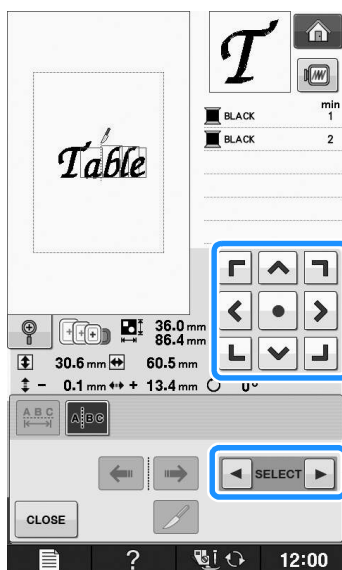 T
min
BLACK 1
BLACK 2
Table
36.0 mm
86.4 mm
30.6 mm 60.5 mm
- 0.1 mm + 13.4 mm 0°
A B C
A B C
SELECT
CLOSE
? i 12:00